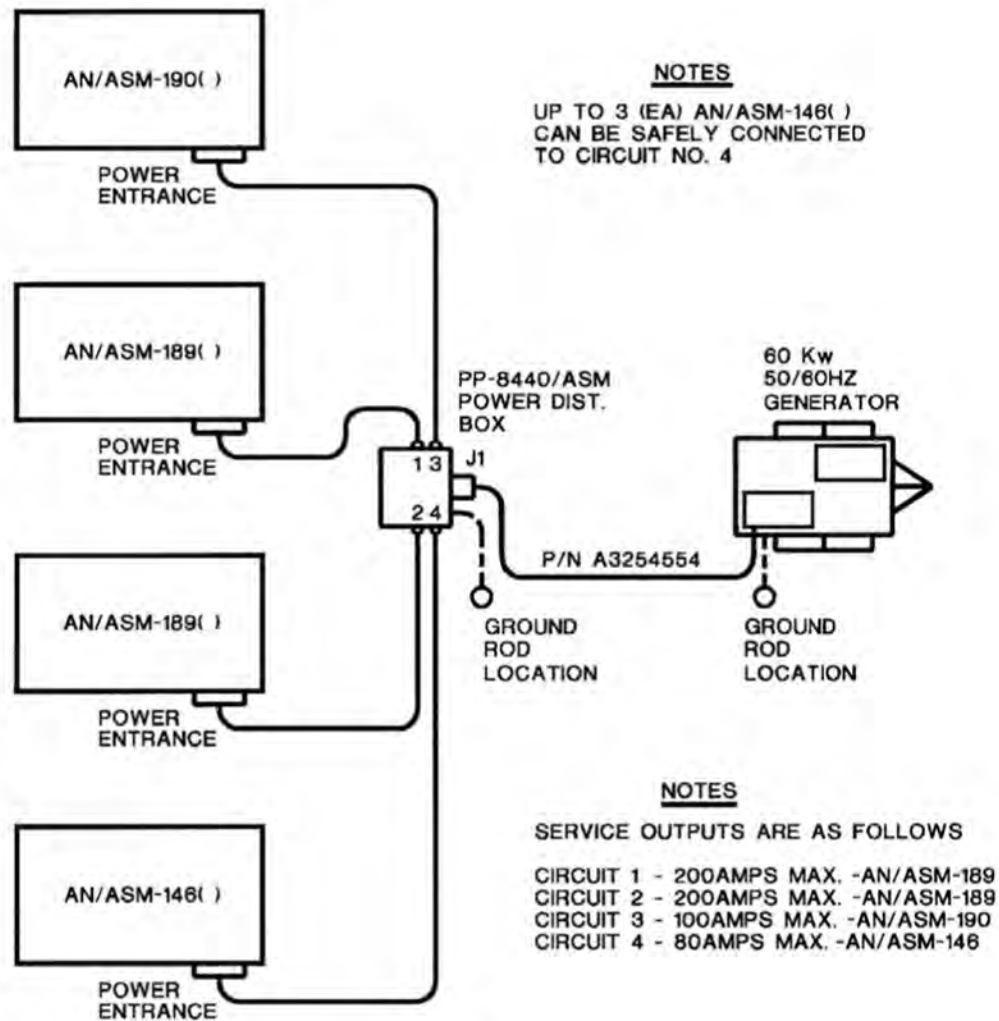 AN/ASM-190( )
POWER
ENTRANCE
NOTES
UP TO 3 (EA) AN/ASM-146( )
CAN BE SAFELY CONNECTED
TO CIRCUIT NO. 4
AN/ASM-189( )
POWER
ENTRANCE
PP-8440/ASM
POWER DIST.
BOX
60 Kw
50/60HZ
GENERATOR
1 3
J1
2 4
P/N A3254554
GROUND
ROD
LOCATION
GROUND
ROD
LOCATION
AN/ASM-189( )
POWER
ENTRANCE
AN/ASM-146( )
POWER
ENTRANCE
NOTES
SERVICE OUTPUTS ARE AS FOLLOWS
CIRCUIT 1 - 200AMPS MAX. -AN/ASM-189
CIRCUIT 2 - 200AMPS MAX. -AN/ASM-189
CIRCUIT 3 - 100AMPS MAX. -AN/ASM-190
CIRCUIT 4 - 80AMPS MAX. -AN/ASM-146